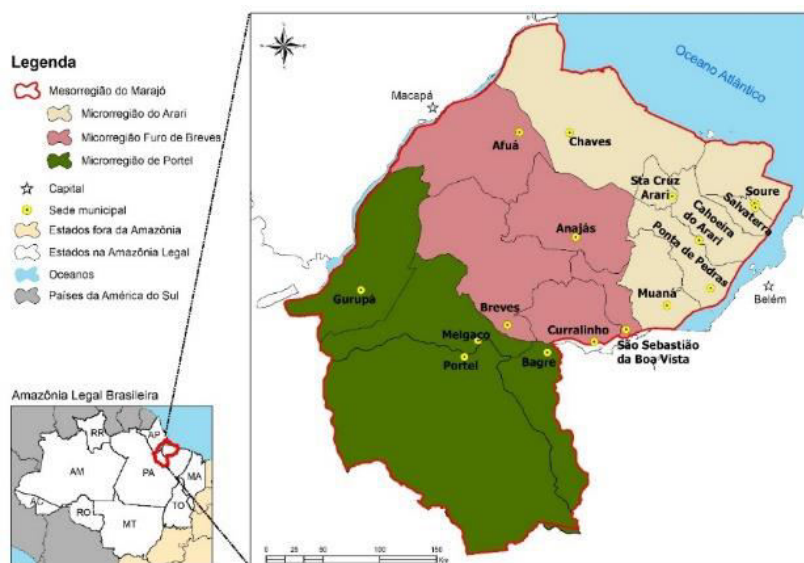 Legenda
Mesorregião do Marajó
Microrregião do Arari
Micorregião Furo de Breves
Microrregião de Portel
Capital
Sede municipal
Estados fora da Amazônia
Estados na Amazônia Legal
Oceanos
Países da América do Sul
Amazônia Legal Brasileira
RR
AP
AM
PA
MA
AC
RO
TO
MT
Oceano Atlântico
Macapá
Afuá
Chaves
Sta Cruz
Arari
Soure
Salvaterra
Cahoeira
do Arari
Anajás
Ponta de Pedras
Gurupá
Muaná
Belém
Breves
Curralinho
Melgaço
São Sebastião
da Boa Vista
Portel
Bagre
0 25 50 100 150
Km